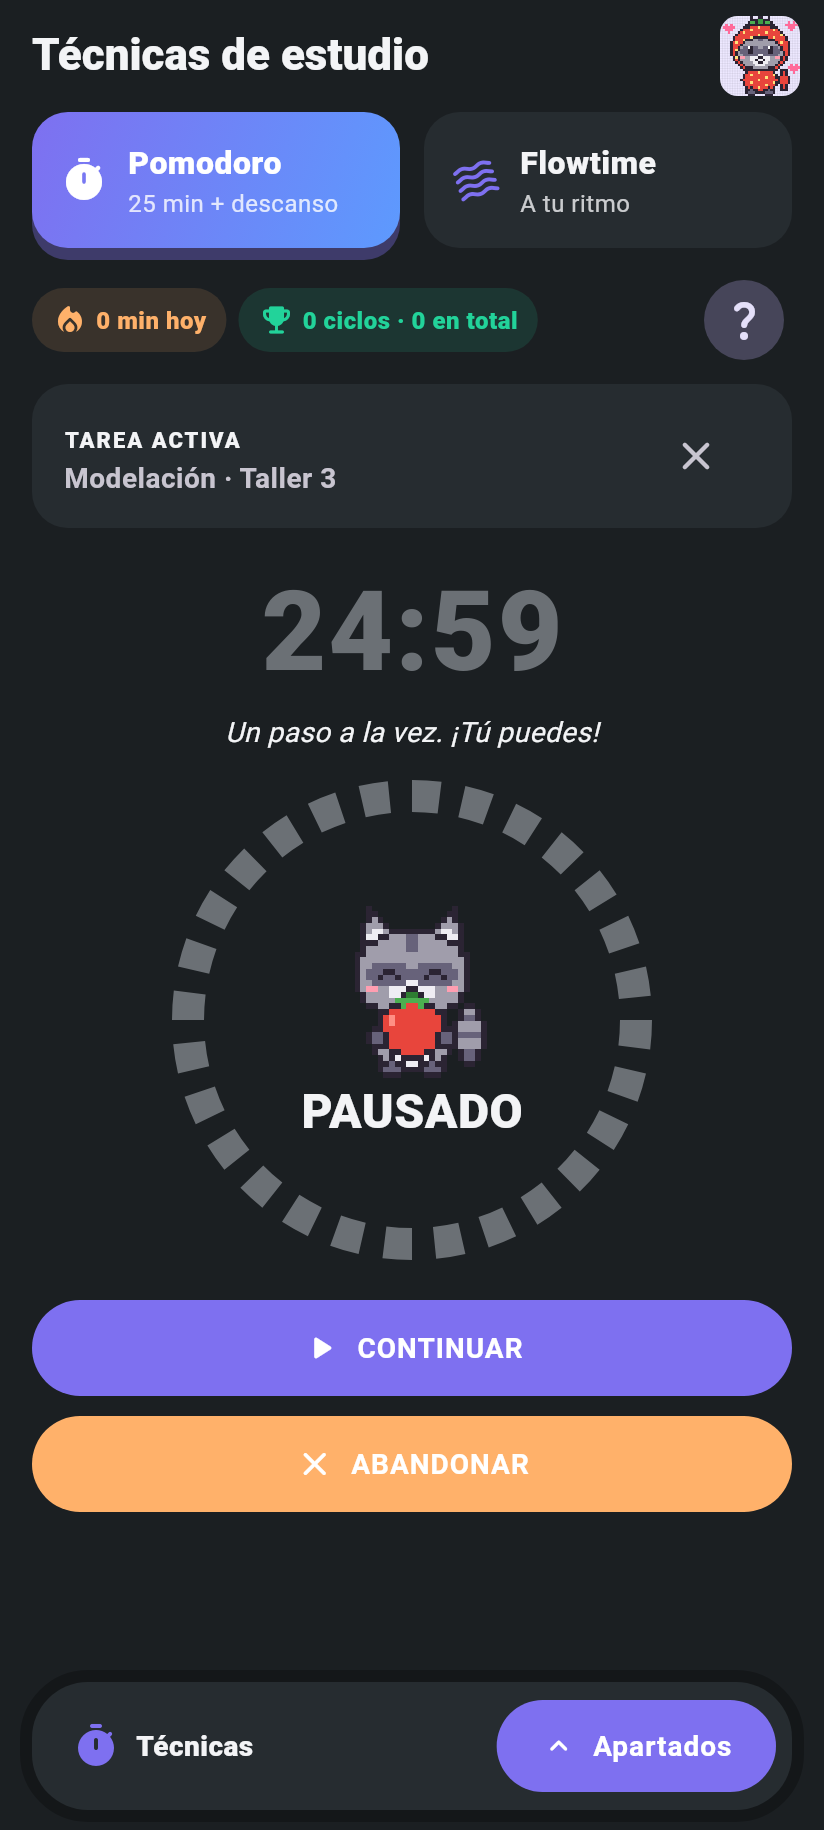 Técnicas de estudio
Pomodoro
25 min + descanso
Flowtime
A tu ritmo
0 min hoy
0 ciclos · 0 en total
?
TAREA ACTIVA
Modelación · Taller 3
24:59
Un paso a la vez. ¡Tú puedes!
PAUSADO
CONTINUAR
ABANDONAR
Técnicas
Apartados